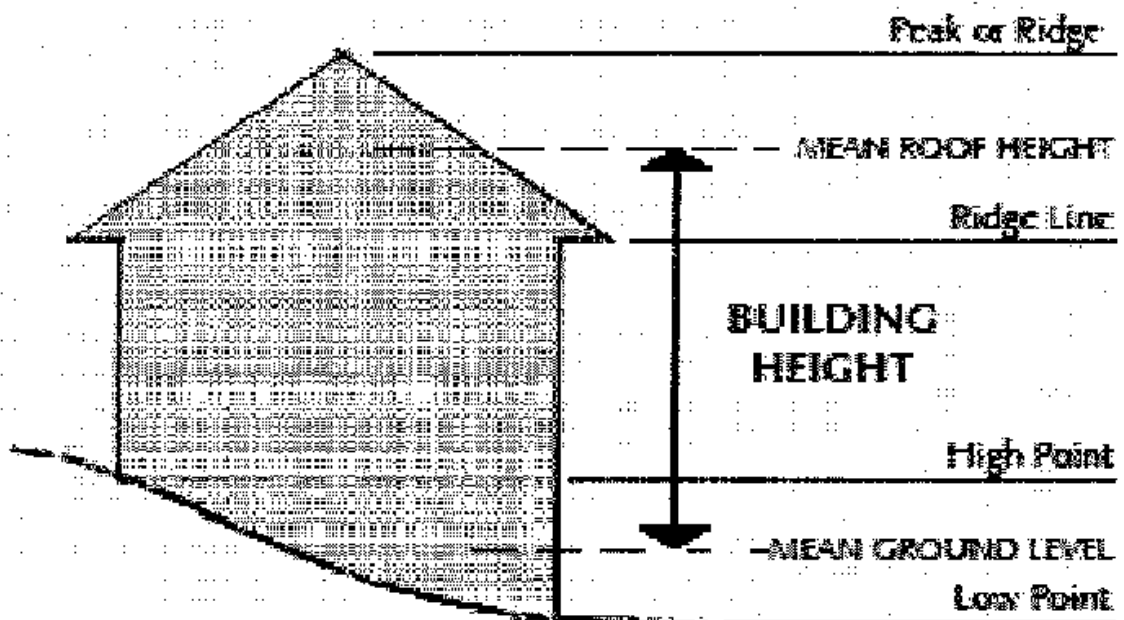 Peak or Ridge
MEAN ROOF HEIGHT
Ridge Line
BUILDING
HEIGHT
High Point
MEAN GROUND LEVEL
Low Point